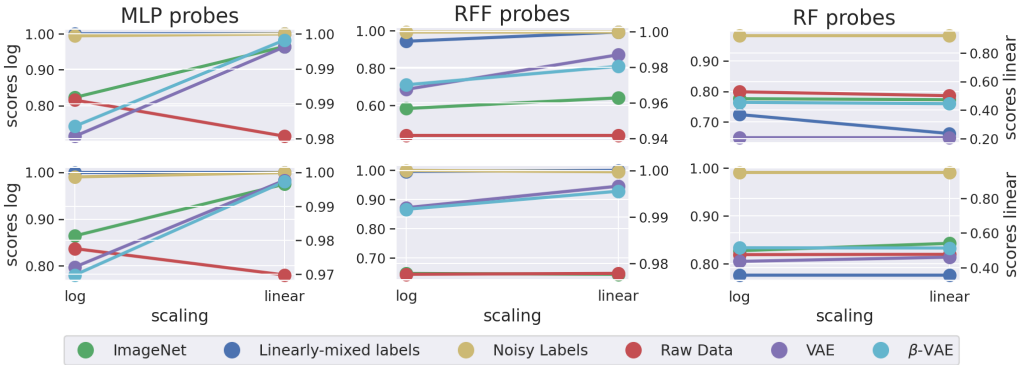 MLP probes
RFF probes
RF probes
scores log
1.00
0.90
0.80
1.00
0.99
0.99
0.98
1.00
0.80
0.60
1.00
0.98
0.96
0.94
0.90
0.80
0.70
0.80
0.60
0.40
0.20
scores linear
scores log
1.00
0.90
0.80
1.00
0.99
0.98
0.97
1.00
0.90
0.80
0.70
1.00
0.99
0.98
1.00
0.90
0.80
0.80
0.60
0.40
scores linear
log linear
log linear
log linear
scaling
scaling
scaling
ImageNet Linearly-mixed labels Noisy Labels Raw Data VAE β-VAE